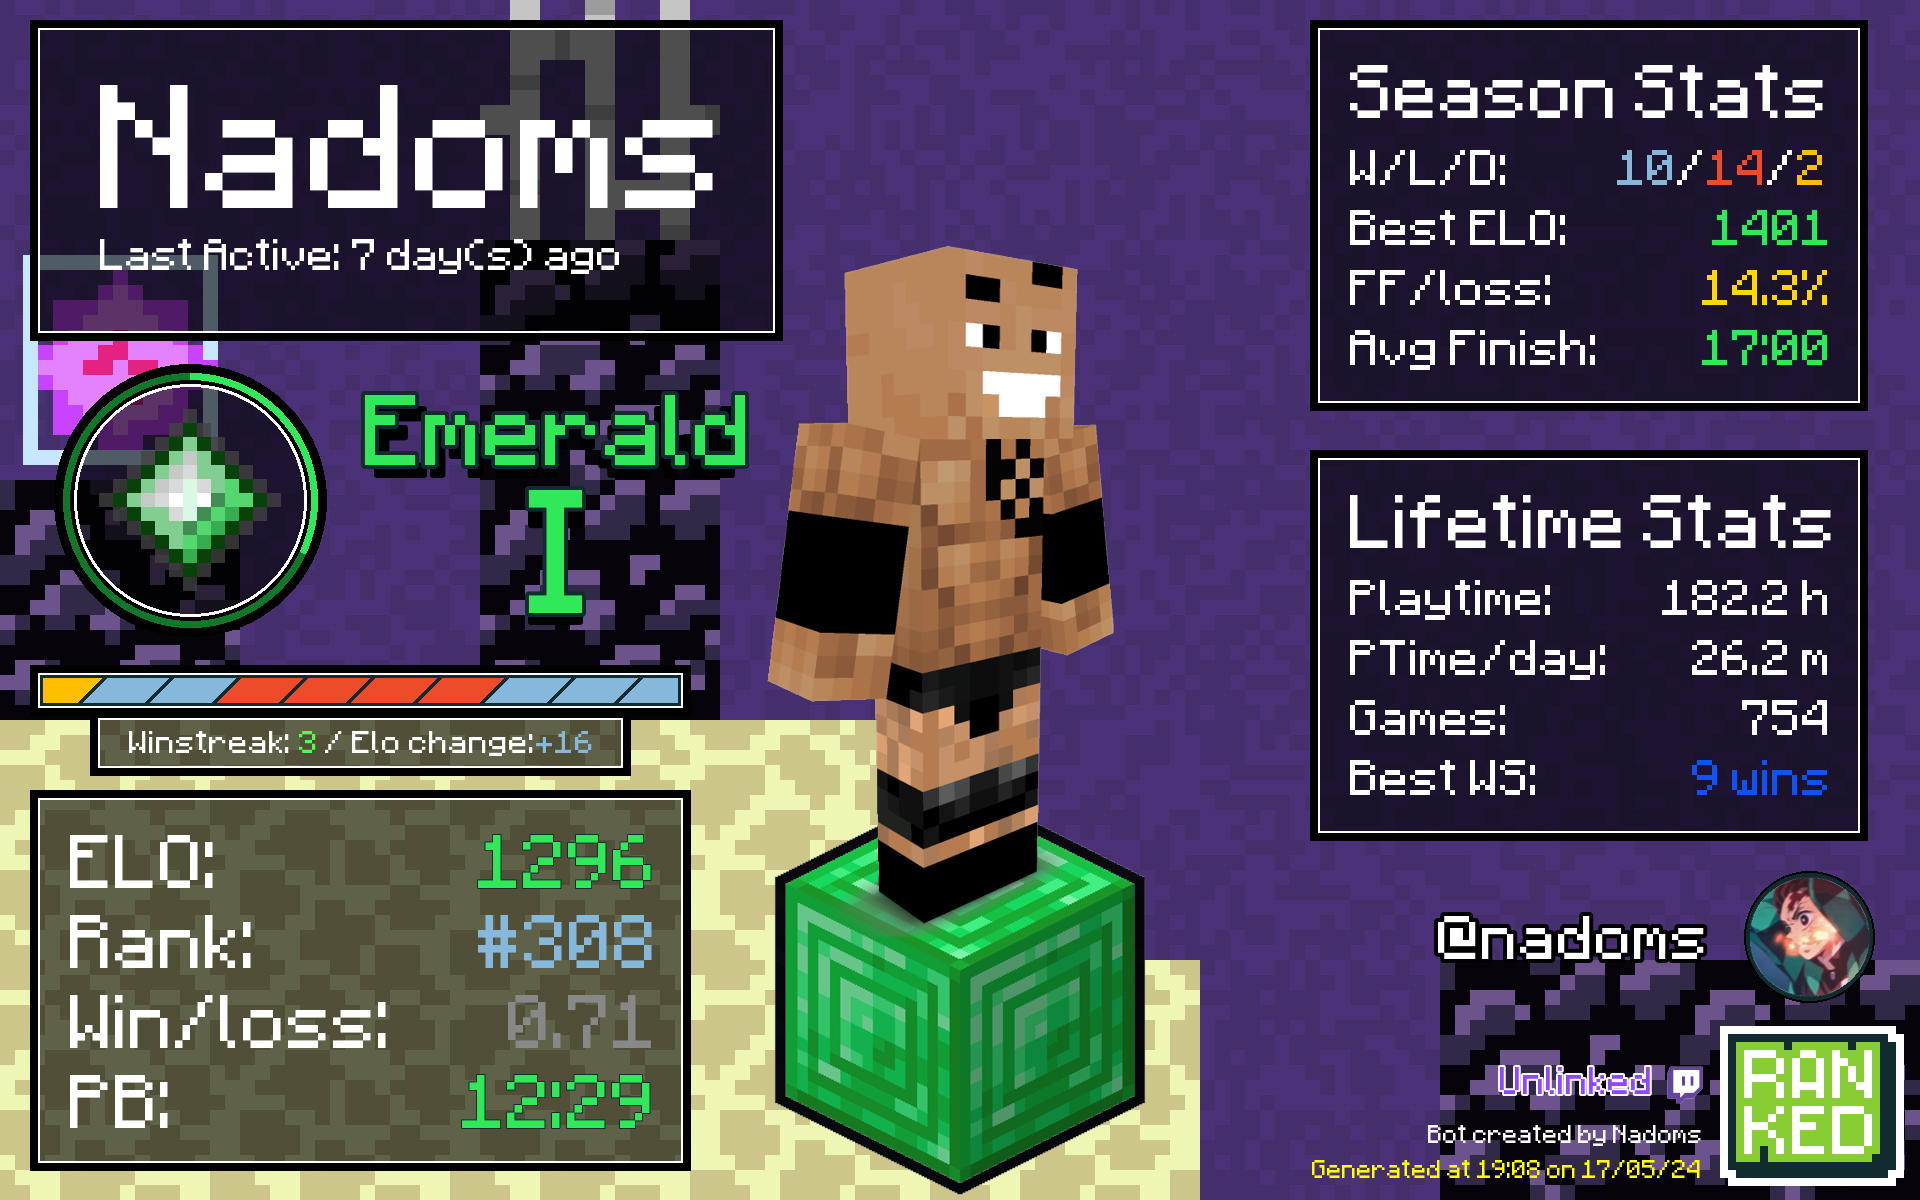 Nadoms
Last Active: 7 day(s) ago
Emerald
I
Winstreak: 3 / Elo change:+16
ELO: 1296
Rank: #308
Win/loss: 0.71
PB: 12:29
Season Stats
W/L/D: 10/14/2
Best ELO: 1401
FF/loss: 14.3%
Avg Finish: 17:00
Lifetime Stats
Playtime: 182.2 h
PTime/day: 26.2 m
Games: 754
Best WS: 9 wins
@nadoms
Unlinked
Bot created by Nadoms
Generated at 19:08 on 17/05/24
RAN
KED